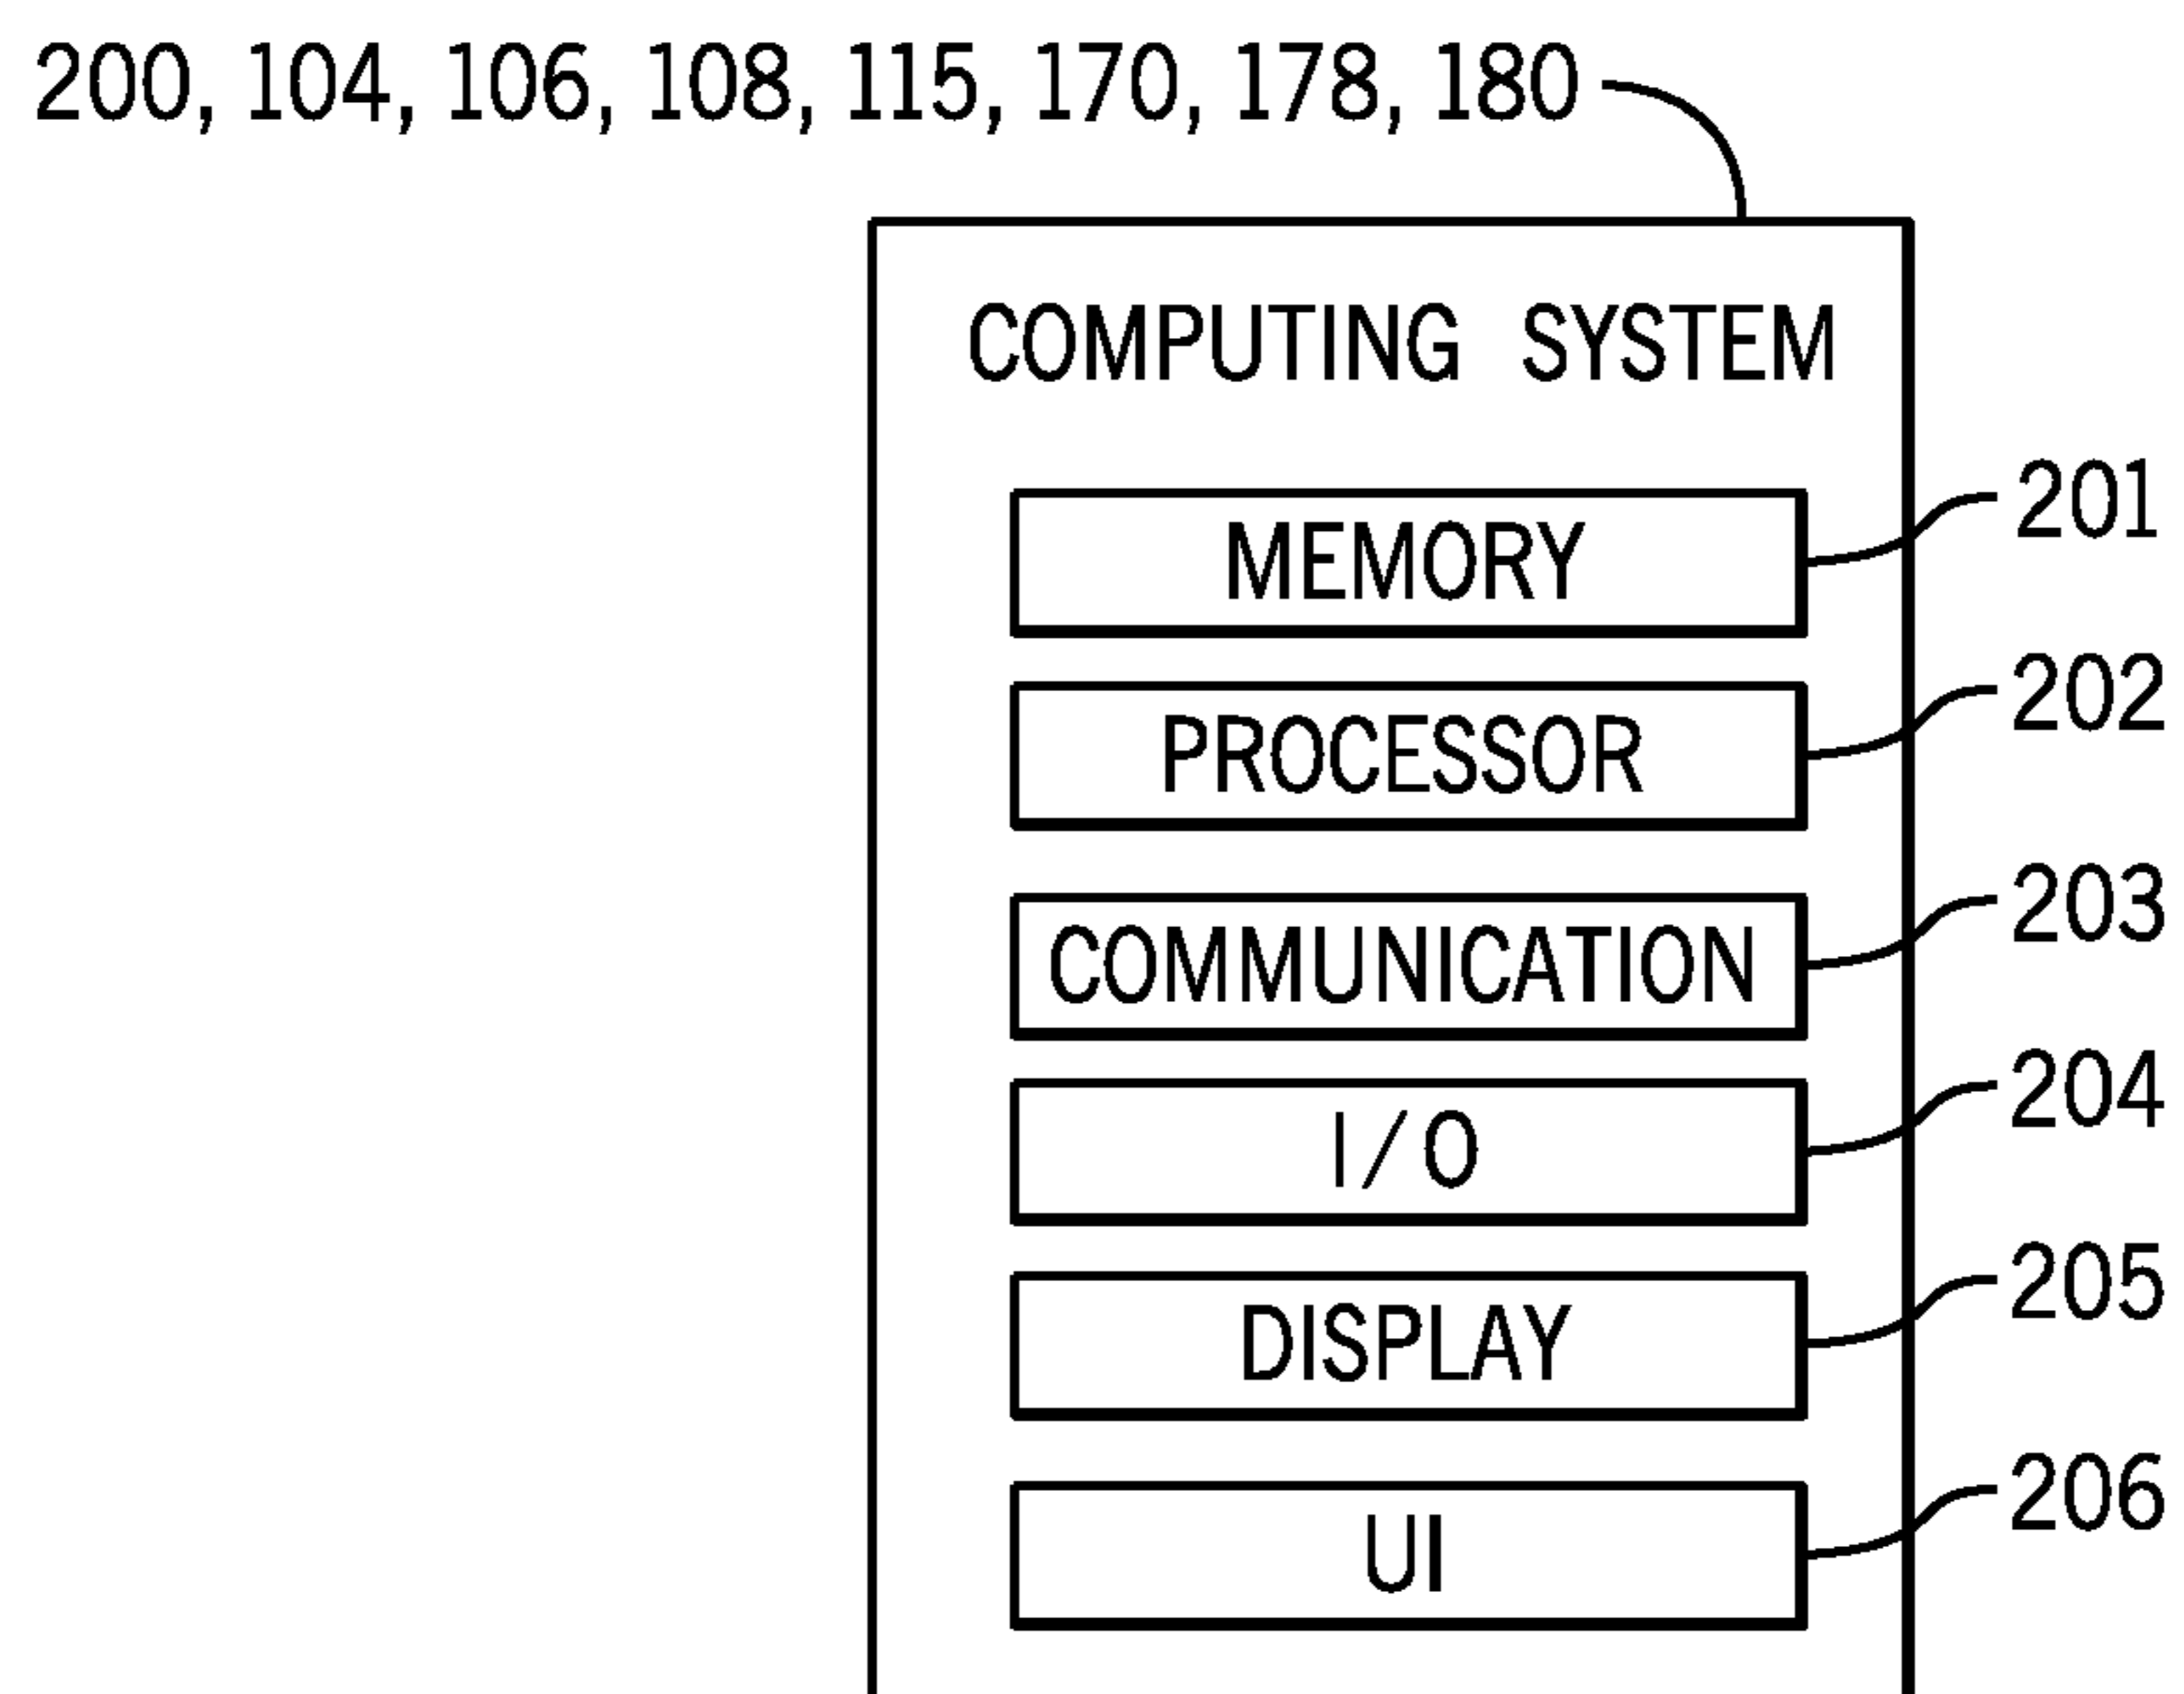 200, 104, 106, 108, 115, 170, 178, 180
COMPUTING SYSTEM
MEMORY 201
PROCESSOR 202
COMMUNICATION 203
I/O 204
DISPLAY 205
UI 206